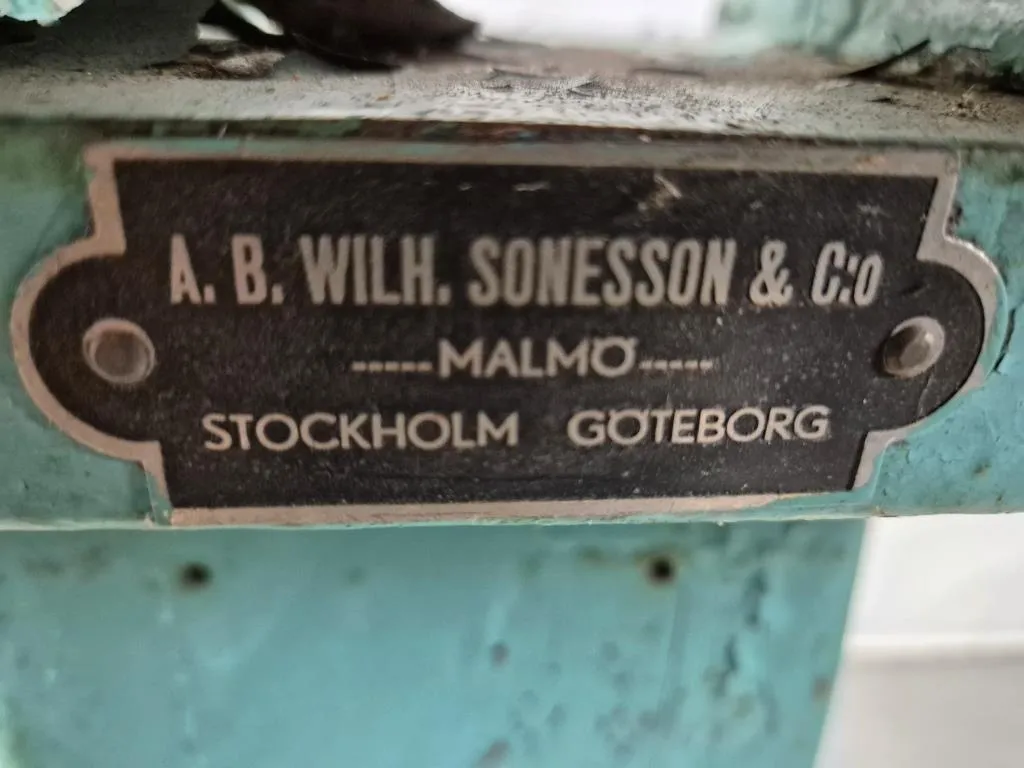 A. B. WILH. SONESSON & C:o
-----MALMÖ-----
STOCKHOLM GÖTEBORG